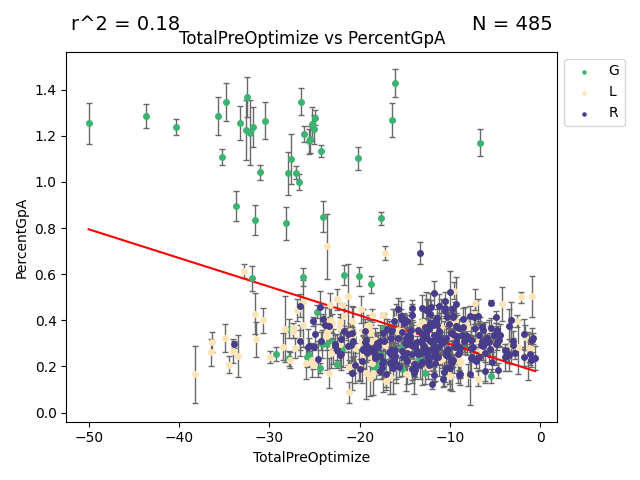 r^2 = 0.18
N = 485
TotalPreOptimize vs PercentGpA
G
L
R
PercentGpA
1.4
1.2
1.0
0.8
0.6
0.4
0.2
0.0
−50
−40
−30
−20
−10
0
TotalPreOptimize